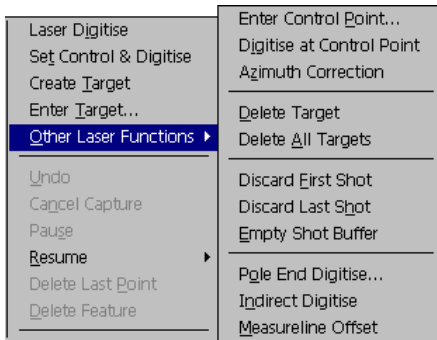 Laser Digitise
Set Control & Digitise
Create Target
Enter Target...
Other Laser Functions
Undo
Cancel Capture
Pause
Resume
Delete Last Point
Delete Feature
Enter Control Point...
Digitise at Control Point
Azimuth Correction
Delete Target
Delete All Targets
Discard First Shot
Discard Last Shot
Empty Shot Buffer
Pole End Digitise...
Indirect Digitise
Measureline Offset